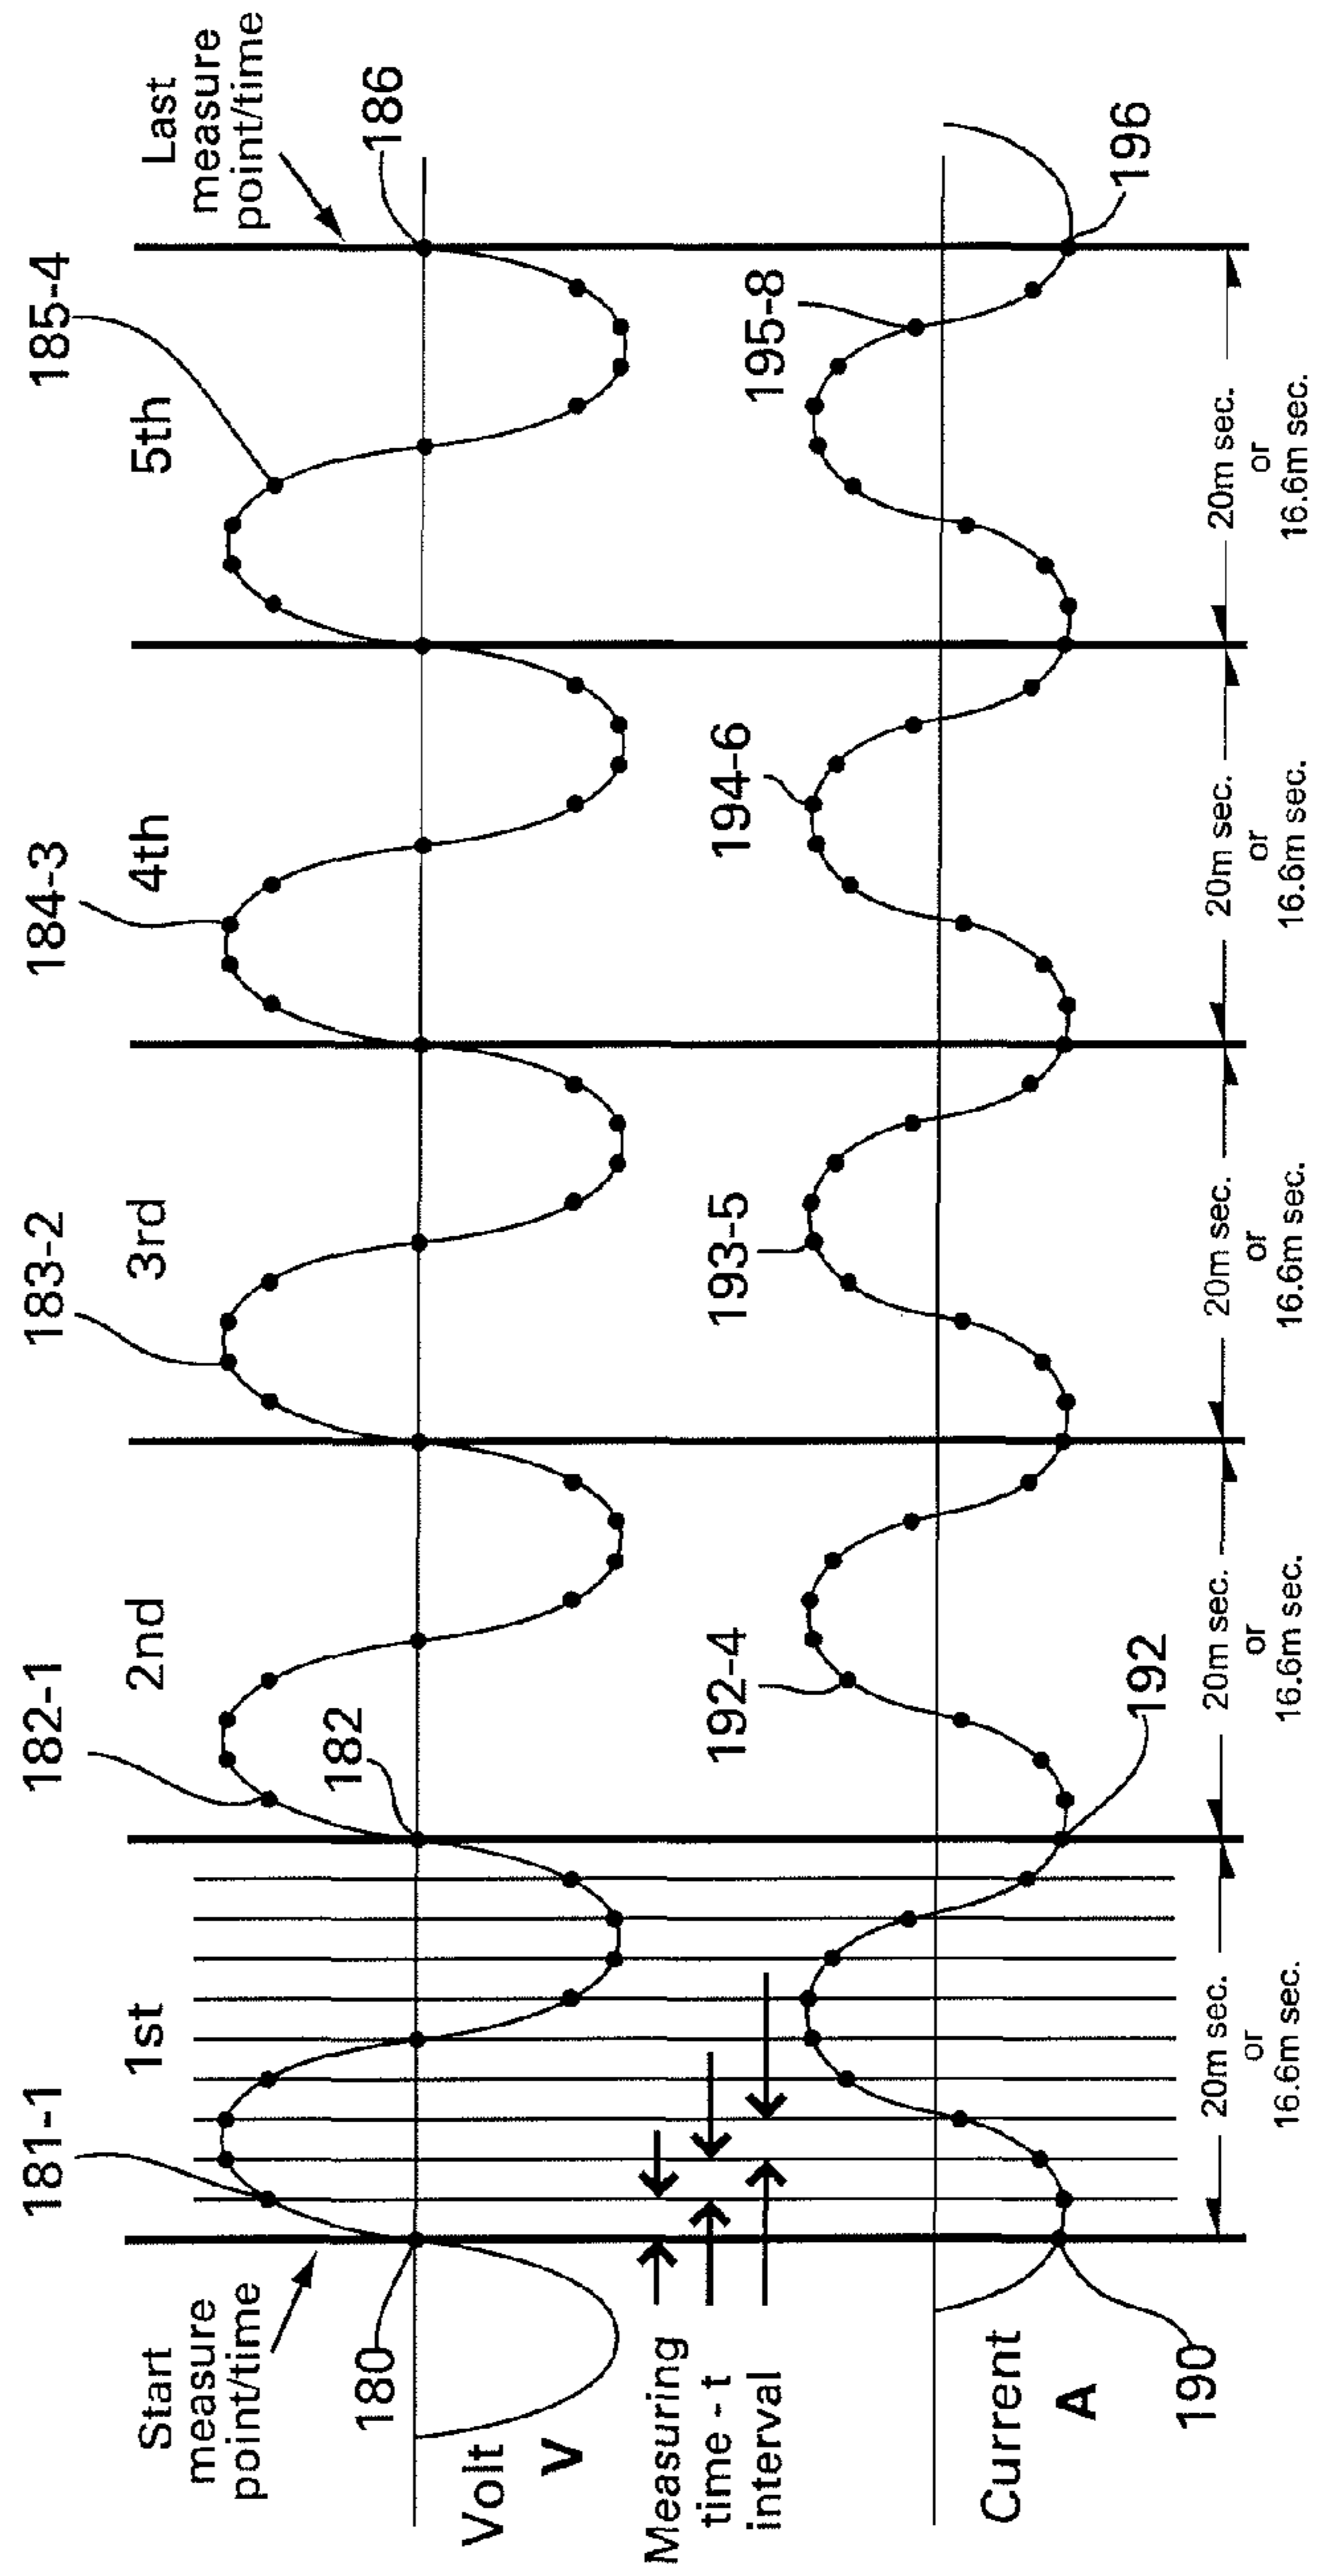 181-1
182-1
183-2
184-3
185-4
Start
measure
point/time
1st
2nd
3rd
4th
5th
Last
measure
point/time
180
182
186
Volt
V
Measuring
time - t
interval
192-4
193-5
194-6
195-8
Current
A
190
192
196
20m sec.
or
16.6m sec.
20m sec.
or
16.6m sec.
20m sec.
or
16.6m sec.
20m sec.
or
16.6m sec.
20m sec.
or
16.6m sec.